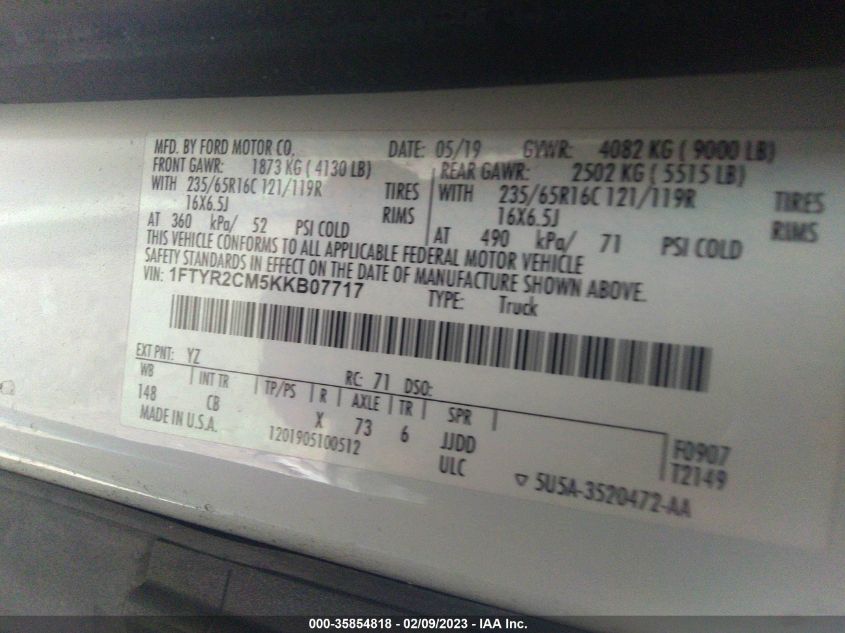 MFD. BY FORD MOTOR CO. DATE: 05/19 GVWR: 4082 KG ( 9000 LB)
FRONT GAWR: 1873 KG ( 4130 LB) REAR GAWR: 2502 KG ( 5515 LB)
WITH 235/65R16C 121/119R TIRES WITH 235/65R16C 121/119R TIRES
16X6.5J RIMS 16X6.5J RIMS
AT 360 kPa/ 52 PSI COLD AT 490 kPa/ 71 PSI COLD
THIS VEHICLE CONFORMS TO ALL APPLICABLE FEDERAL MOTOR VEHICLE
SAFETY STANDARDS IN EFFECT ON THE DATE OF MANUFACTURE SHOWN ABOVE.
VIN: 1FTYR2CM5KKB07717 TYPE: Truck
EXT PNT: YZ RC: 71 DSO:
WB INT TR TP/PS R AXLE TR SPR
148 CB X 73 6 JJDD F0907
MADE IN U.S.A. 1201905100512 ULC T2149
5U5A-3520472-AA
000-35854818 - 02/09/2023 - IAA Inc.